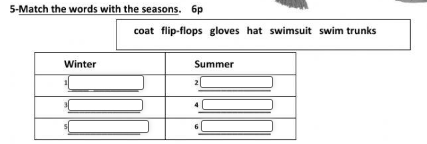 5-Match the words with the seasons. 6p
coat flip-flops gloves hat swimsuit swim trunks
Winter Summer
1 2
3 4
5 6